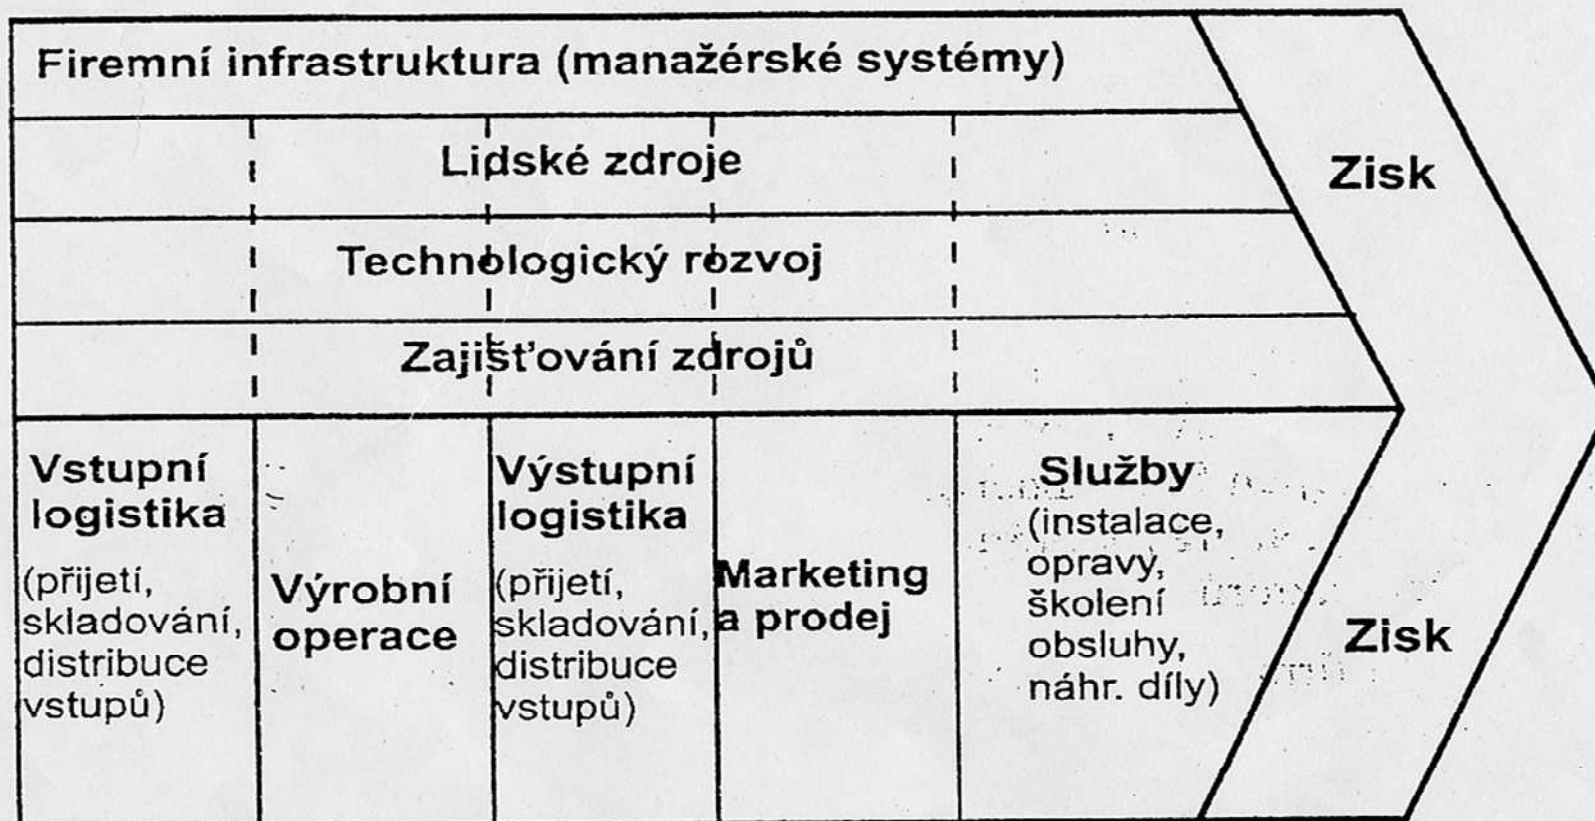 Firemní infrastruktura (manažérské systémy)
Lidské zdroje
Zisk
Technologický rozvoj
Zajišťování zdrojů
Vstupní
logistika
(přijetí,
skladování,
distribuce
vstupů)
Výrobní
operace
Výstupní
logistika
(přijetí,
skladování,
distribuce
vstupů)
Marketing
a prodej
Služby
(instalace,
opravy,
školení
obsluhy,
náhr. díly)
Zisk